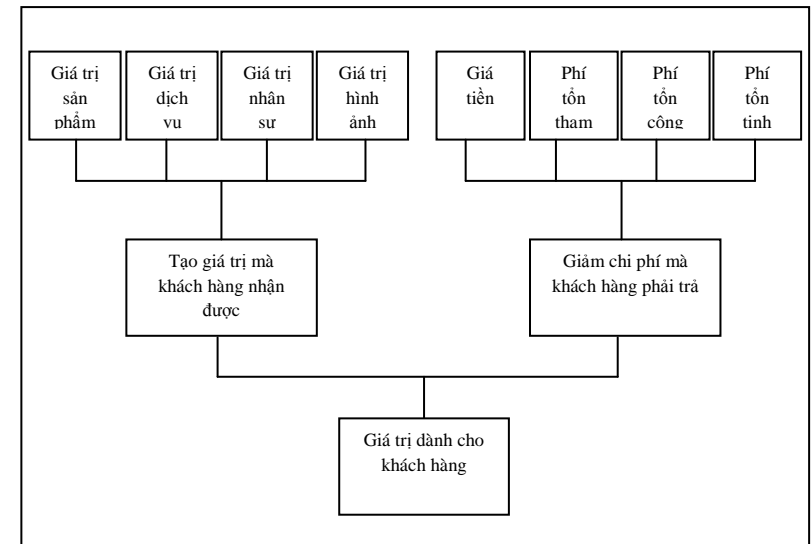 Giá trị
sản
phẩm
Giá trị
dịch
vụ
Giá trị
nhân
sự
Giá trị
hình
ảnh
Giá
tiền
Phí
tổn
tham
Phí
tổn
công
Phí
tổn
tinh
Tạo giá trị mà
khách hàng nhận
được
Giảm chi phí mà
khách hàng phải trả
Giá trị dành cho
khách hàng